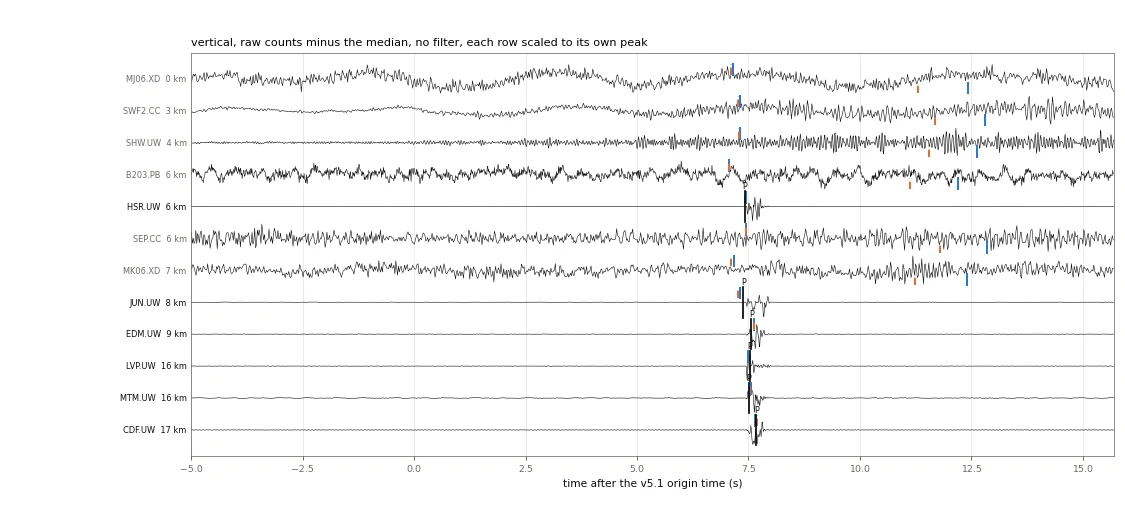 vertical, raw counts minus the median, no filter, each row scaled to its own peak
MJ06.XD 0 km
SWF2.CC 3 km
SHW.UW 4 km
B203.PB 6 km
P
HSR.UW 6 km
SEP.CC 6 km
MK06.XD 7 km
P
JUN.UW 8 km
P
EDM.UW 9 km
LVP.UW 16 km
MTM.UW 16 km
P
CDF.UW 17 km
−5.0 −2.5 0.0 2.5 5.0 7.5 10.0 12.5 15.0
time after the v5.1 origin time (s)